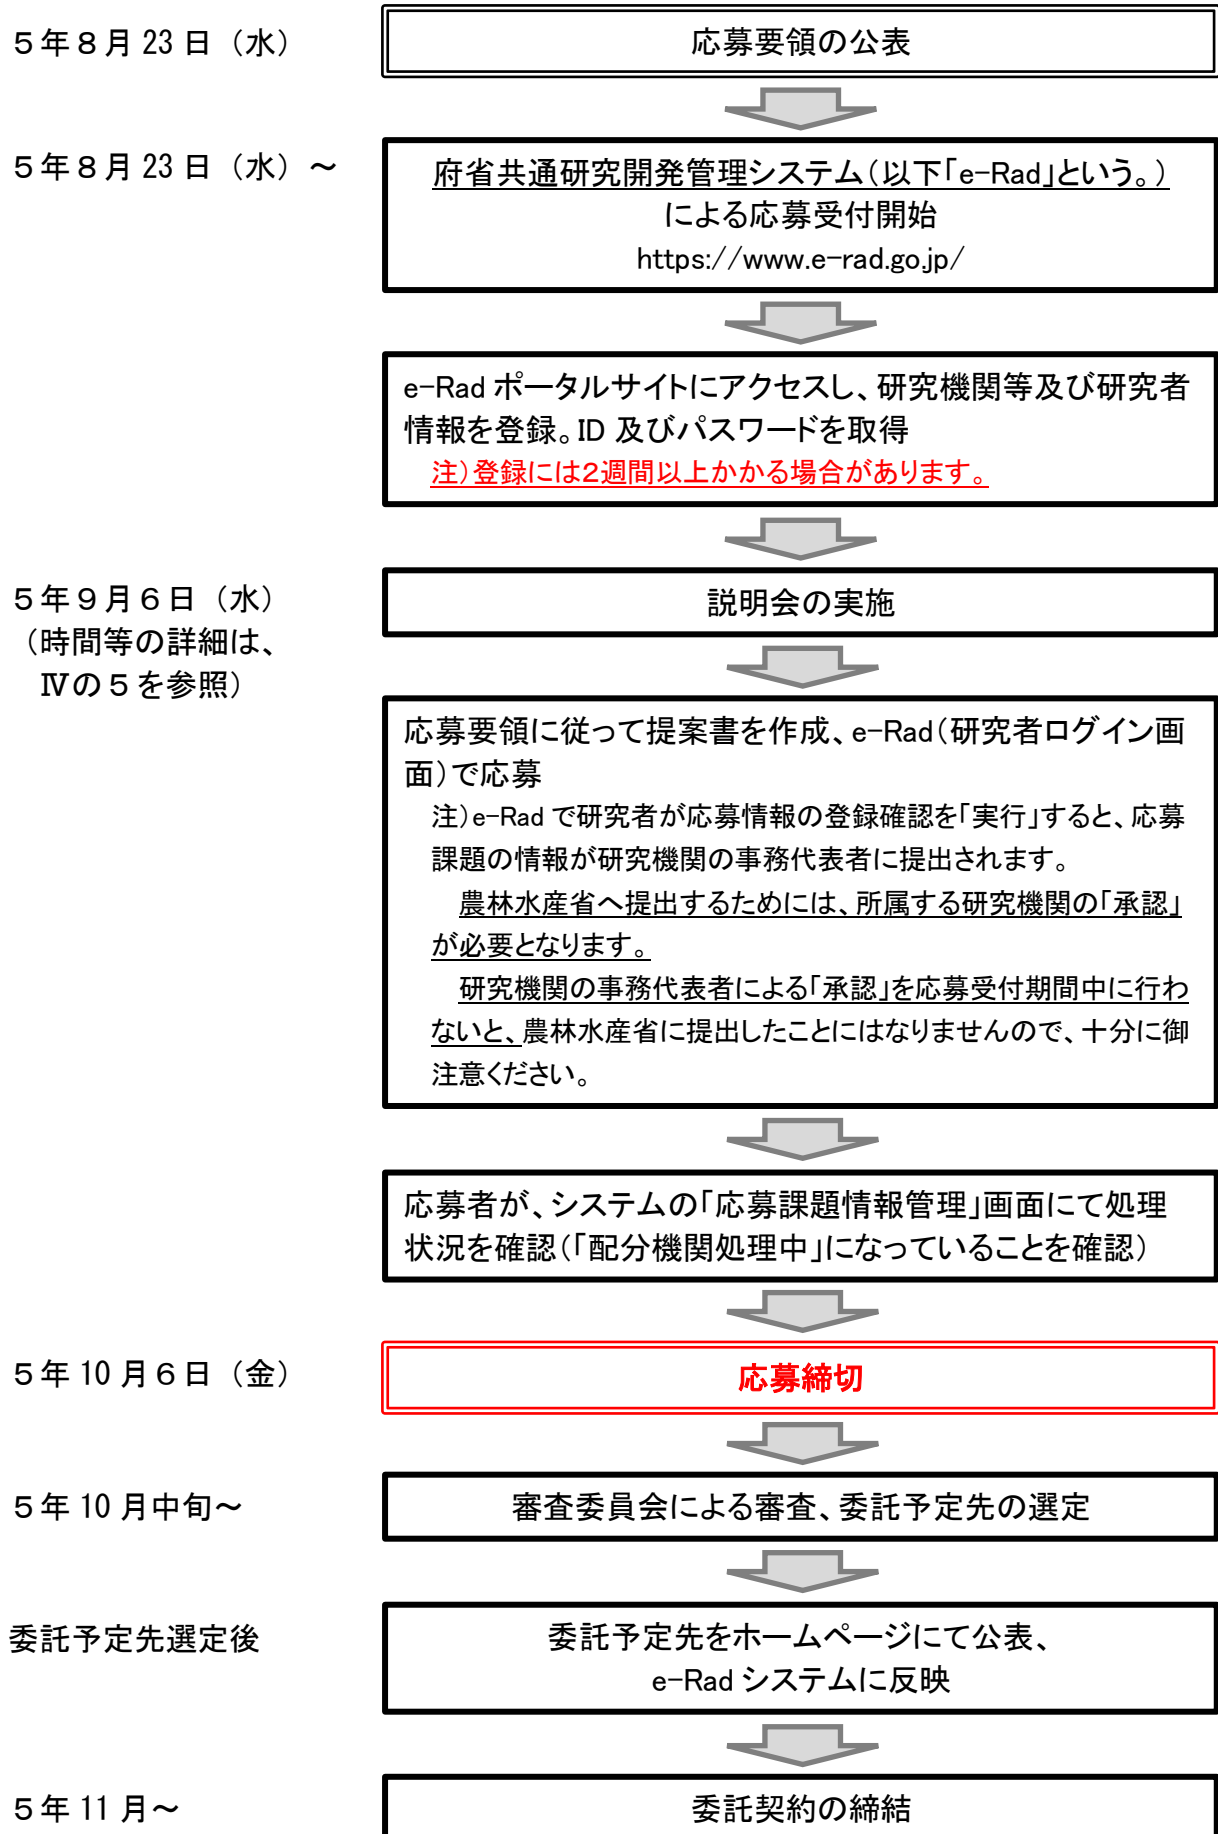 ５年８月 23 日（水）
応募要領の公表
５年８月 23 日（水）～
府省共通研究開発管理システム（以下「e-Rad」という。）
による応募受付開始
https://www.e-rad.go.jp/
e-Rad ポータルサイトにアクセスし、研究機関等及び研究者
情報を登録。ID 及びパスワードを取得
注）登録には２週間以上かかる場合があります。
５年９月６日（水）
（時間等の詳細は、
Ⅳの５を参照）
説明会の実施
応募要領に従って提案書を作成、e-Rad（研究者ログイン画
面）で応募
注）e-Rad で研究者が応募情報の登録確認を「実行」すると、応募
課題の情報が研究機関の事務代表者に提出されます。
農林水産省へ提出するためには、所属する研究機関の「承認」
が必要となります。
研究機関の事務代表者による「承認」を応募受付期間中に行わ
ないと、農林水産省に提出したことにはなりませんので、十分に御
注意ください。
応募者が、システムの「応募課題情報管理」画面にて処理
状況を確認（「配分機関処理中」になっていることを確認）
５年 10 月６日（金）
応募締切
５年 10 月中旬～
審査委員会による審査、委託予定先の選定
委託予定先選定後
委託予定先をホームページにて公表、
e-Rad システムに反映
５年 11 月～
委託契約の締結